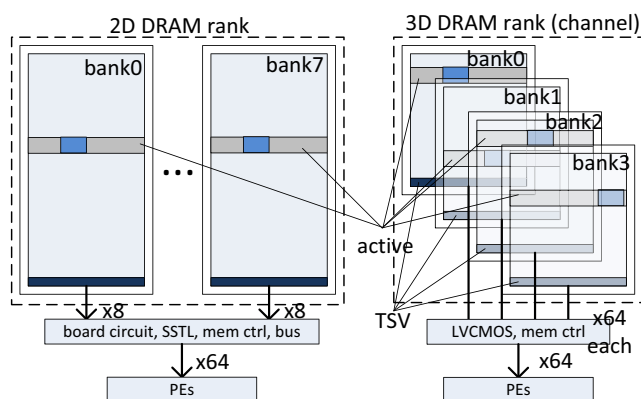 2D DRAM rank
3D DRAM rank (channel)
bank0
bank7
bank0
bank1
bank2
bank3
...
active
TSV
x8
x8
x64
each
board circuit, SSTL, mem ctrl, bus
LVCMOS, mem ctrl
x64
x64
PEs
PEs